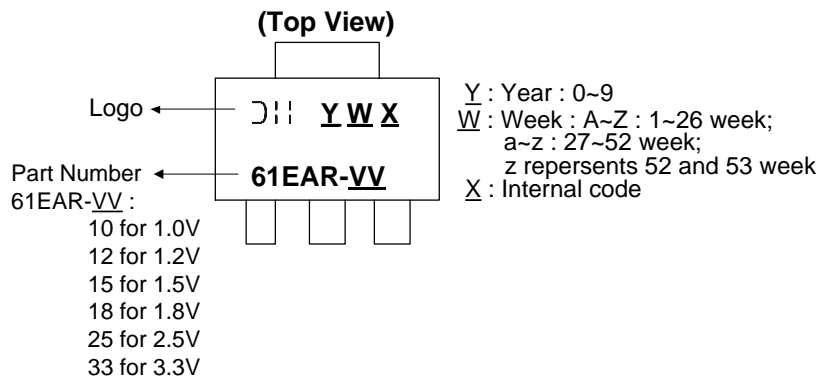 (Top View)
Logo
Y W X
Part Number
61EAR-VV
61EAR-VV :
10 for 1.0V
12 for 1.2V
15 for 1.5V
18 for 1.8V
25 for 2.5V
33 for 3.3V
Y : Year : 0~9
W : Week : A~Z : 1~26 week;
a~z : 27~52 week;
z repersents 52 and 53 week
X : Internal code